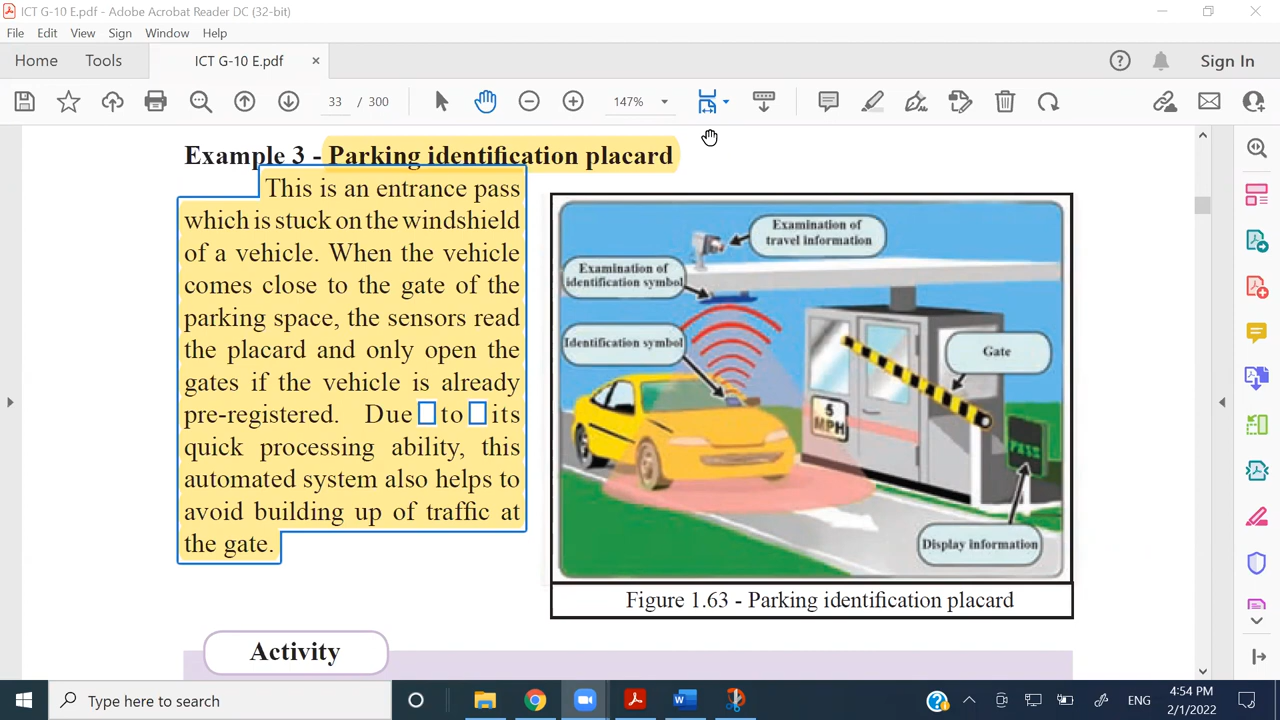 ICT G-10 E.pdf - Adobe Acrobat Reader DC (32-bit)
File Edit View Sign Window Help
Home Tools ICT G-10 E.pdf × Sign In
33 / 300 147%
Example 3 - Parking identification placard
This is an entrance pass
which is stuck on the windshield
of a vehicle. When the vehicle
comes close to the gate of the
parking space, the sensors read
the placard and only open the
gates if the vehicle is already
pre-registered. Due to its
quick processing ability, this
automated system also helps to
avoid building up of traffic at
the gate.
Examination of
travel information
Examination of
identification symbol
Identification symbol
Gate
5
MPH
PASS
Display information
Figure 1.63 - Parking identification placard
Activity
Type here to search
ENG
4:54 PM
2/1/2022